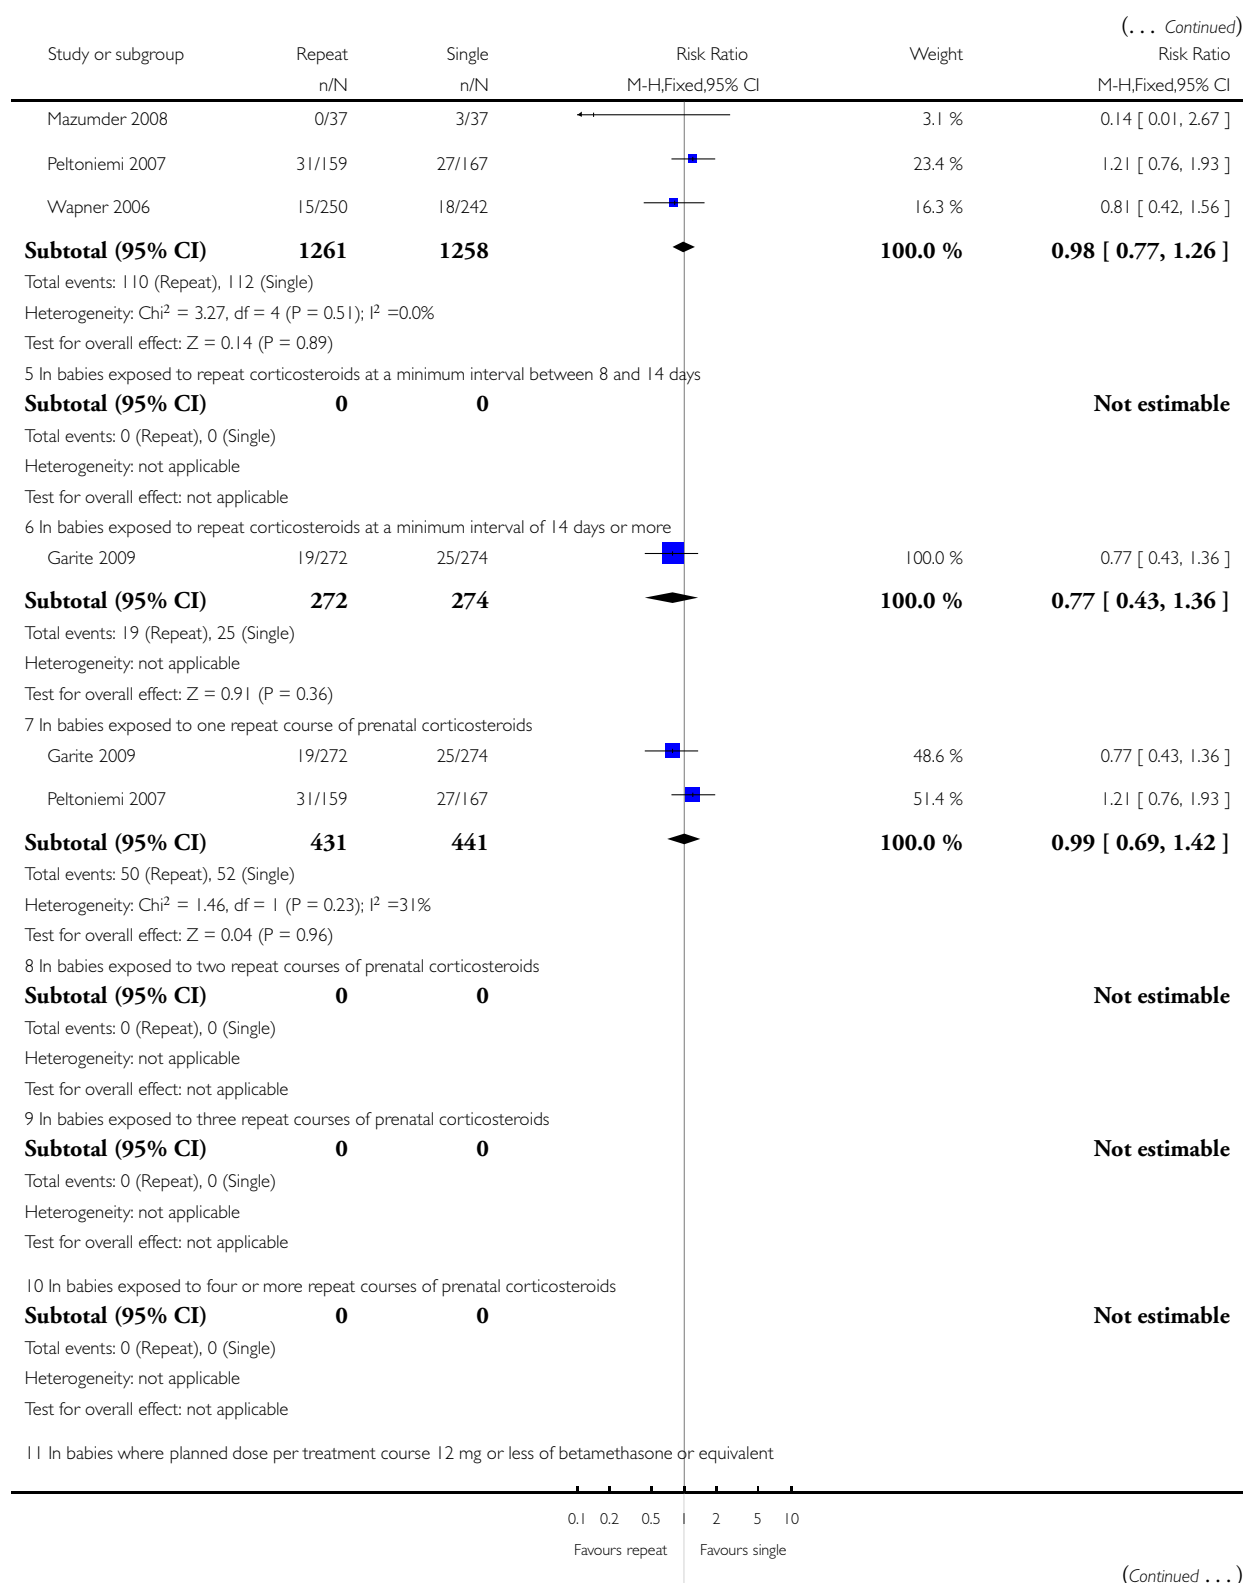 (... Continued)
Study or subgroup Repeat Single Risk Ratio Weight Risk Ratio
n/N n/N M-H,Fixed,95% CI M-H,Fixed,95% CI
Mazumder 2008 0/37 3/37 3.1 % 0.14 [ 0.01, 2.67 ]
Peltoniemi 2007 31/159 27/167 23.4 % 1.21 [ 0.76, 1.93 ]
Wapner 2006 15/250 18/242 16.3 % 0.81 [ 0.42, 1.56 ]
Subtotal (95% CI) 1261 1258 100.0 % 0.98 [ 0.77, 1.26 ]
Total events: 110 (Repeat), 112 (Single)
Heterogeneity: Chi² = 3.27, df = 4 (P = 0.51); I² =0.0%
Test for overall effect: Z = 0.14 (P = 0.89)
5 In babies exposed to repeat corticosteroids at a minimum interval between 8 and 14 days
Subtotal (95% CI) 0 0 Not estimable
Total events: 0 (Repeat), 0 (Single)
Heterogeneity: not applicable
Test for overall effect: not applicable
6 In babies exposed to repeat corticosteroids at a minimum interval of 14 days or more
Garite 2009 19/272 25/274 100.0 % 0.77 [ 0.43, 1.36 ]
Subtotal (95% CI) 272 274 100.0 % 0.77 [ 0.43, 1.36 ]
Total events: 19 (Repeat), 25 (Single)
Heterogeneity: not applicable
Test for overall effect: Z = 0.91 (P = 0.36)
7 In babies exposed to one repeat course of prenatal corticosteroids
Garite 2009 19/272 25/274 48.6 % 0.77 [ 0.43, 1.36 ]
Peltoniemi 2007 31/159 27/167 51.4 % 1.21 [ 0.76, 1.93 ]
Subtotal (95% CI) 431 441 100.0 % 0.99 [ 0.69, 1.42 ]
Total events: 50 (Repeat), 52 (Single)
Heterogeneity: Chi² = 1.46, df = 1 (P = 0.23); I² =31%
Test for overall effect: Z = 0.04 (P = 0.96)
8 In babies exposed to two repeat courses of prenatal corticosteroids
Subtotal (95% CI) 0 0 Not estimable
Total events: 0 (Repeat), 0 (Single)
Heterogeneity: not applicable
Test for overall effect: not applicable
9 In babies exposed to three repeat courses of prenatal corticosteroids
Subtotal (95% CI) 0 0 Not estimable
Total events: 0 (Repeat), 0 (Single)
Heterogeneity: not applicable
Test for overall effect: not applicable
10 In babies exposed to four or more repeat courses of prenatal corticosteroids
Subtotal (95% CI) 0 0 Not estimable
Total events: 0 (Repeat), 0 (Single)
Heterogeneity: not applicable
Test for overall effect: not applicable
11 In babies where planned dose per treatment course 12 mg or less of betamethasone or equivalent
0.1 0.2 0.5 1 2 5 10
Favours repeat Favours single
(Continued ...)